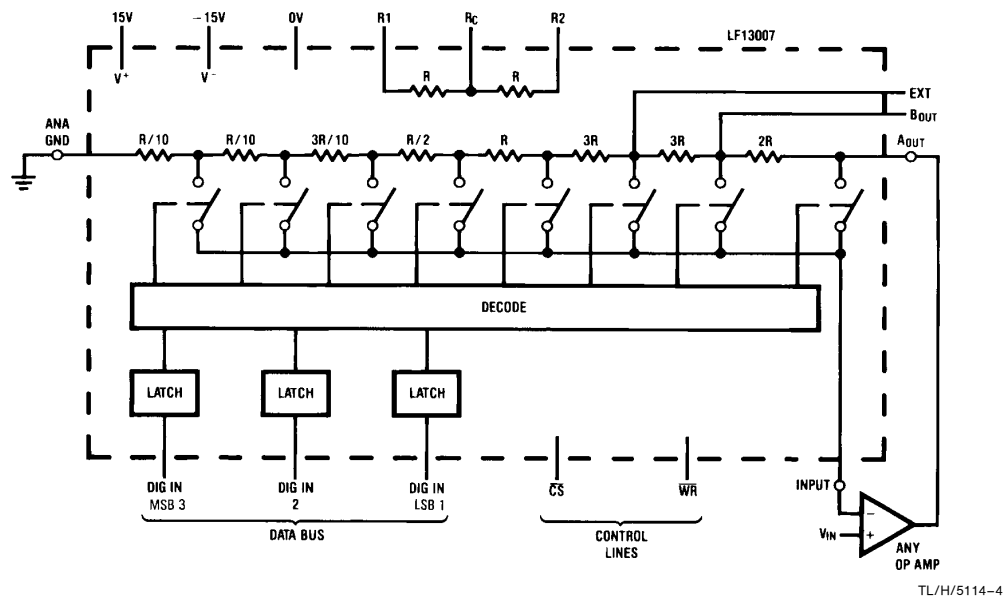 15V −15V 0V R1 RC R2
LF13007
V+ V−
R R
EXT
BOUT
ANA GND
AOUT
R/10 R/10 3R/10 R/2 R 3R 3R 2R
DECODE
LATCH LATCH LATCH
INPUT
DIG IN MSB 3
DIG IN 2
DIG IN LSB 1
CS WR
DATA BUS
CONTROL LINES
−
VIN +
ANY OP AMP
TL/H/5114–4